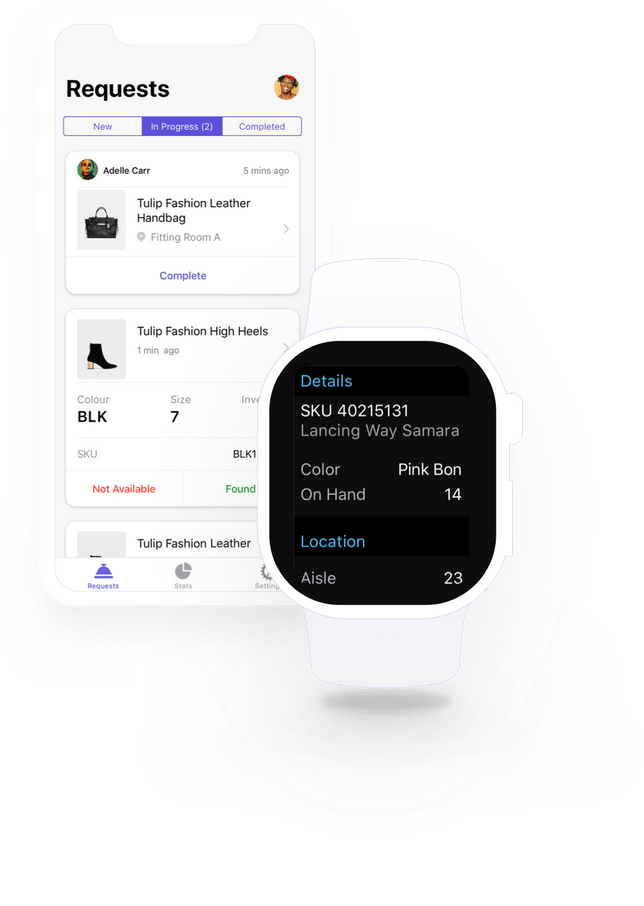 Requests
New
In Progress (2)
Completed
Adelle Carr
5 mins ago
Tulip Fashion Leather
Handbag
Fitting Room A
Complete
Tulip Fashion High Heels
1 min ago
Colour
Size
Inve
BLK
7
SKU
BLK1
Not Available
Found
Tulip Fashion Leather
Requests
Stats
Setting
Details
SKU 40215131
Lancing Way Samara
Color
Pink Bon
On Hand
14
Location
Aisle
23